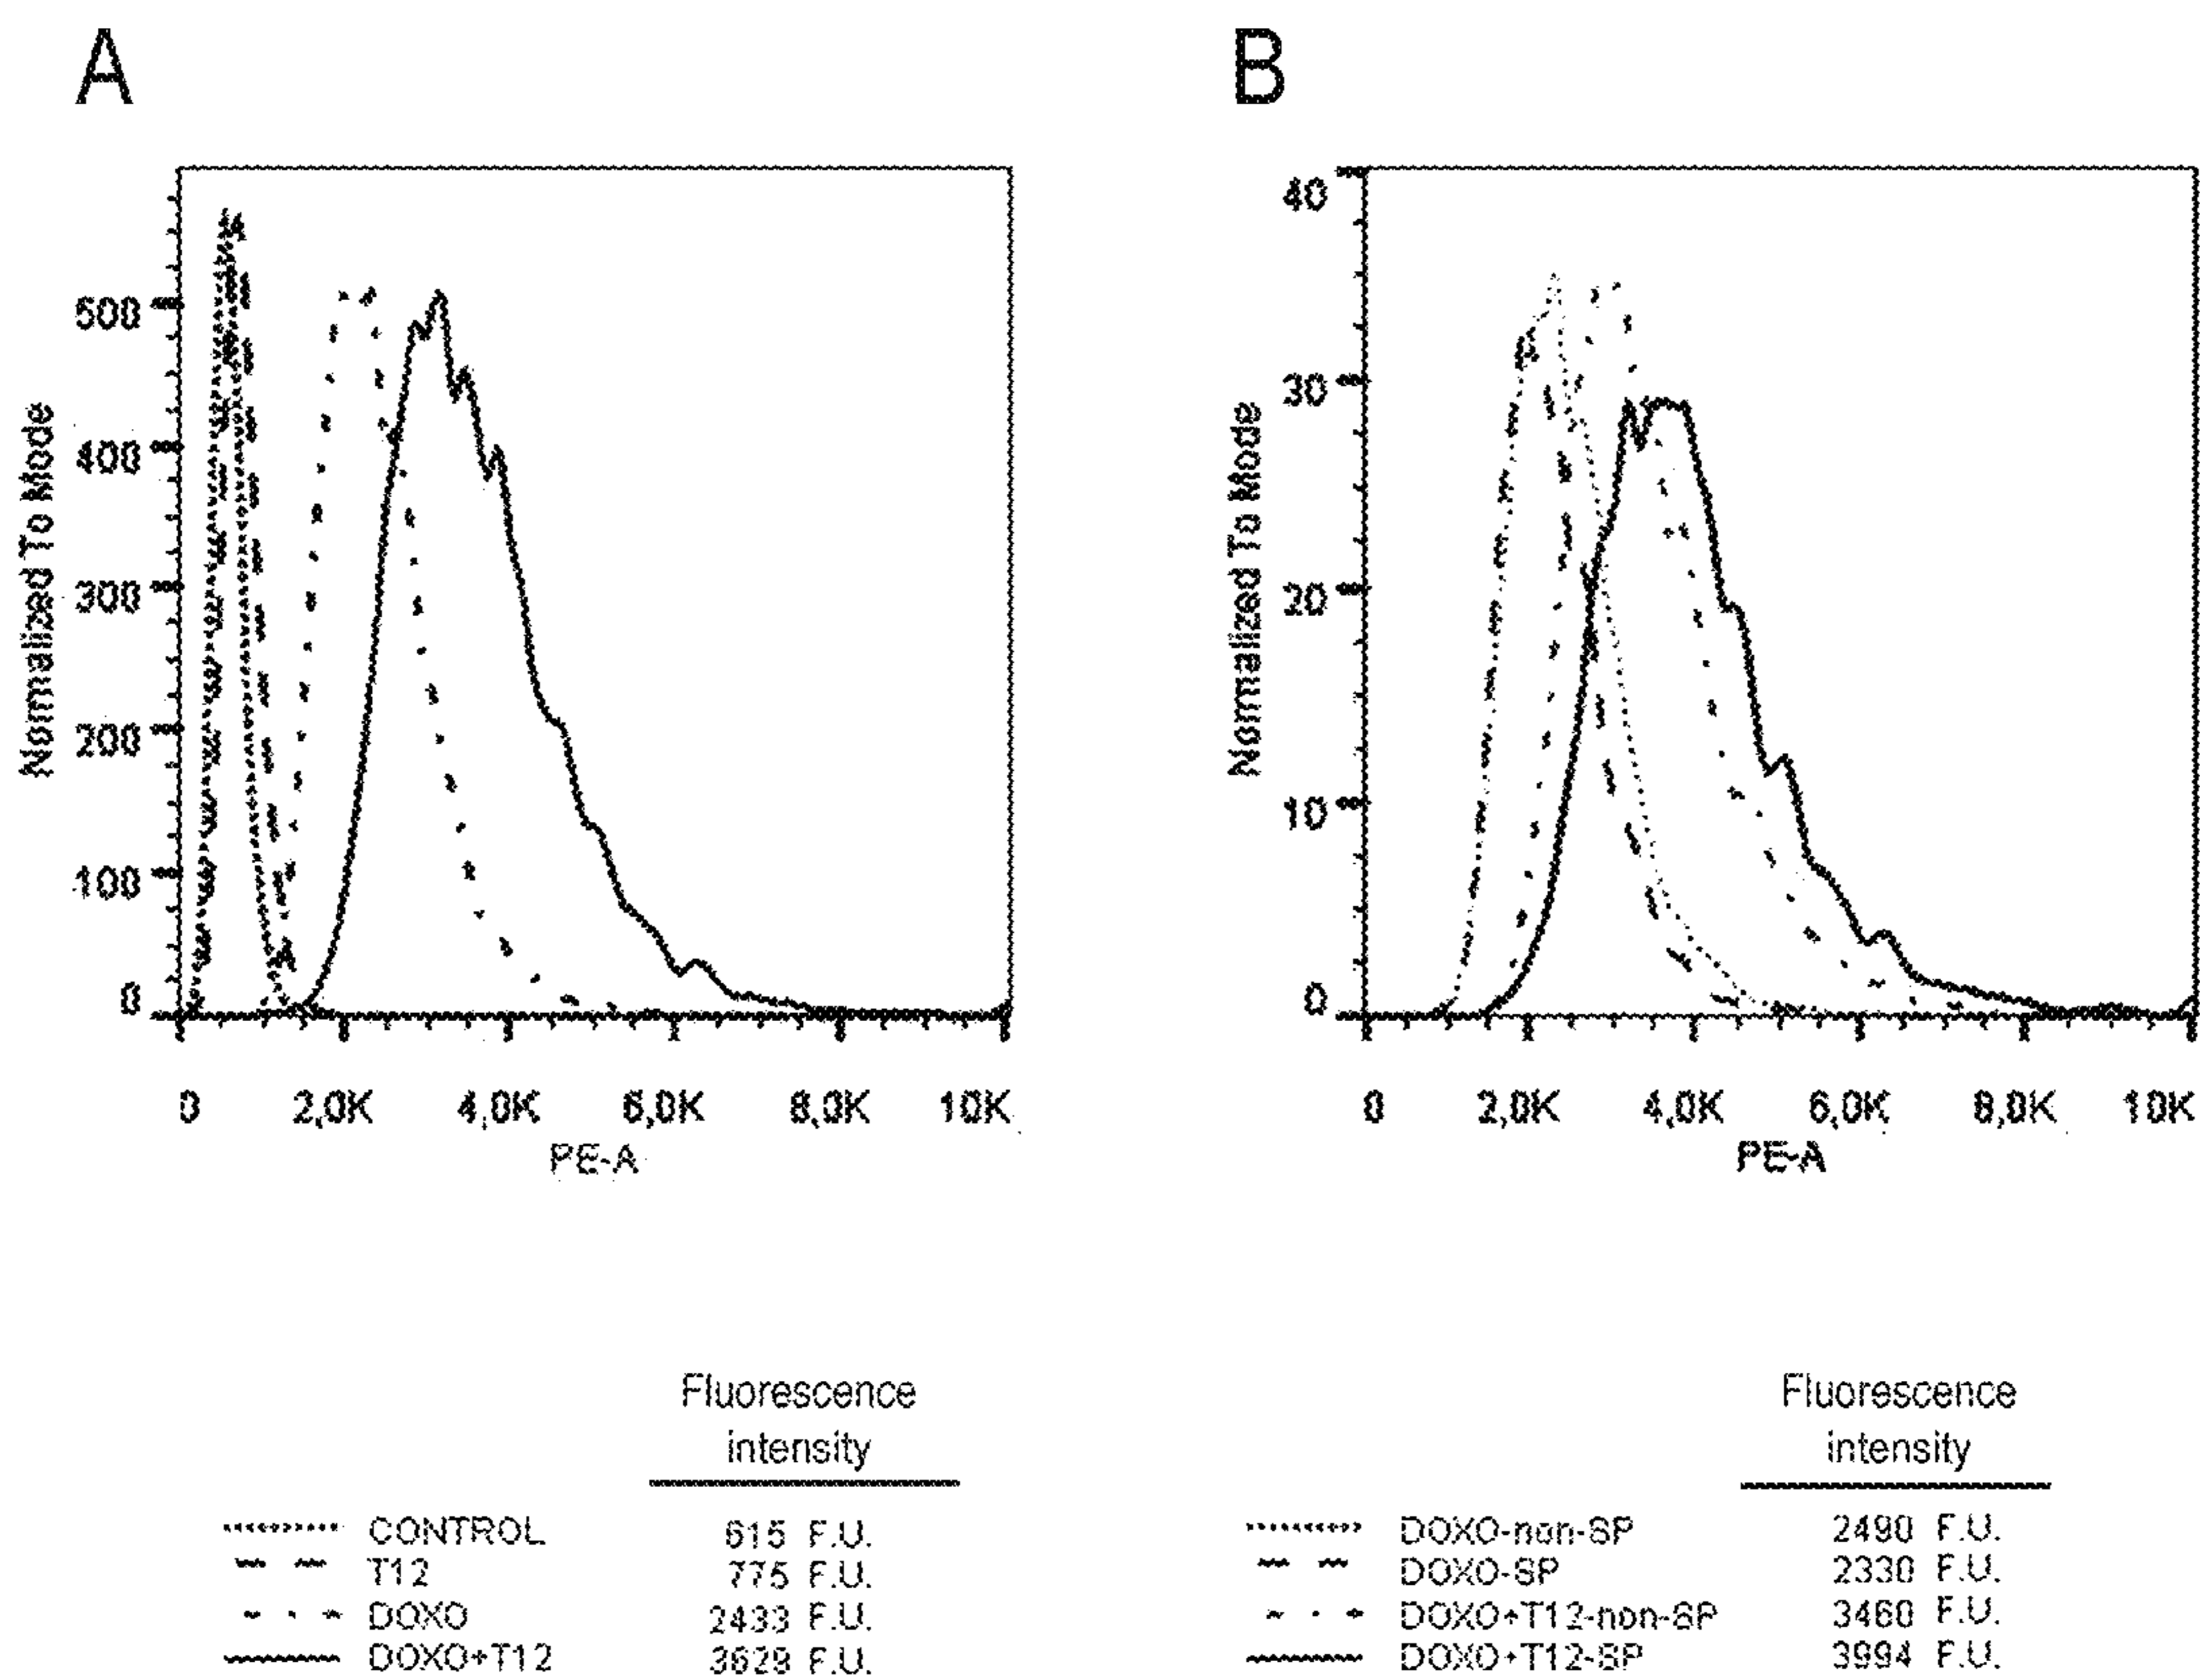 A
B
Normalized To Mode
500
400
300
200
100
0
0 2,0K 4,0K 6,0K 8,0K 10K
PE-A
Normalized To Mode
40
30
20
10
0
0 2,0K 4,0K 6,0K 8,0K 10K
PE-A
Fluorescence
intensity
CONTROL 615 F.U.
T12 775 F.U.
DOXO 2433 F.U.
DOXO+T12 3629 F.U.
Fluorescence
intensity
DOXO-non-SP 2490 F.U.
DOXO-SP 2330 F.U.
DOXO+T12-non-SP 3460 F.U.
DOXO+T12-SP 3994 F.U.